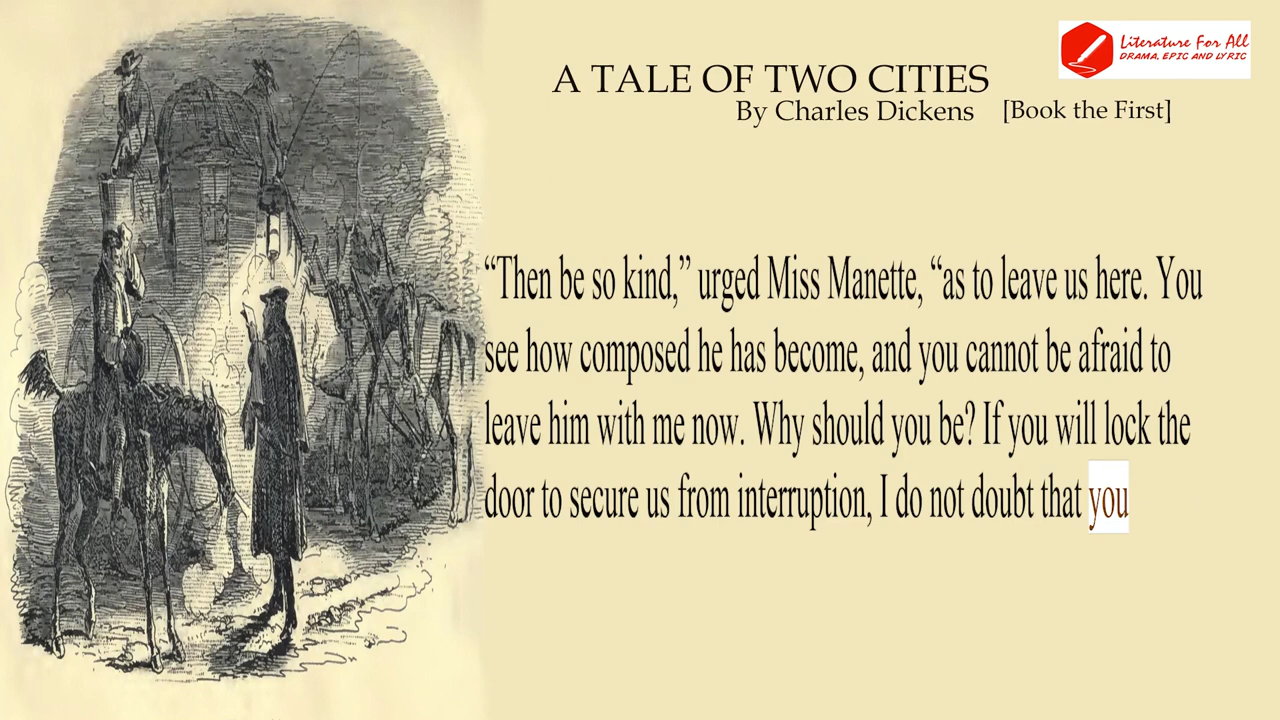 Literature For All
DRAMA, EPIC AND LYRIC
A TALE OF TWO CITIES
By Charles Dickens [Book the First]
“Then be so kind,” urged Miss Manette, “as to leave us here. You
see how composed he has become, and you cannot be afraid to
leave him with me now. Why should you be? If you will lock the
door to secure us from interruption, I do not doubt that you